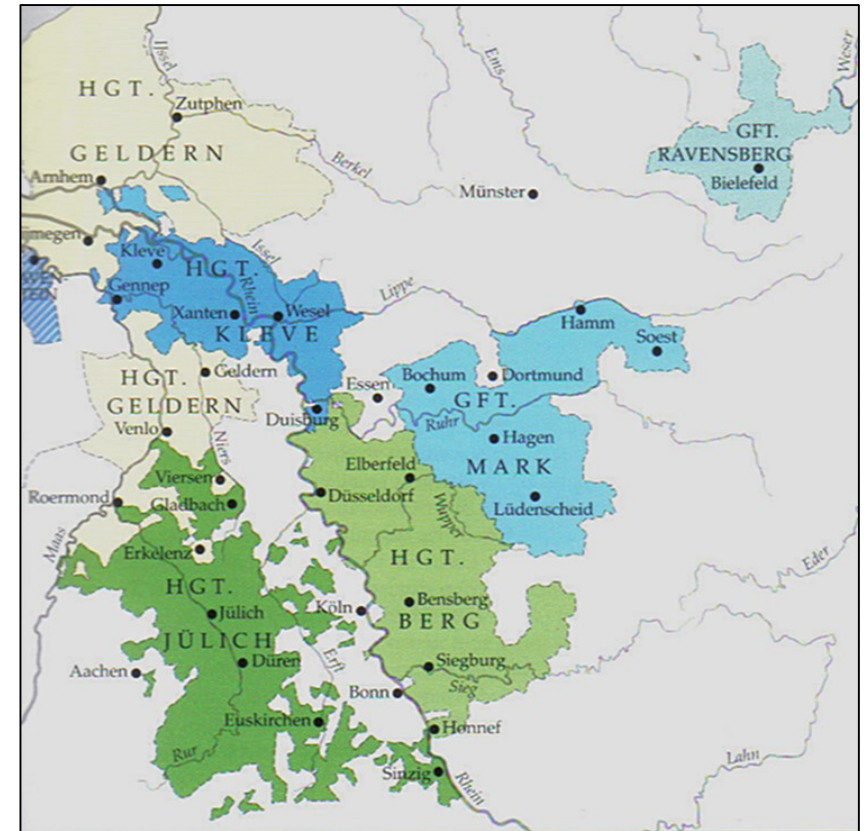 IJssel
Ems
Weser
HGT.
Zutphen
GFT.
RAVENSBERG
GELDERN
Berkel
Arnhem
Münster
Bielefeld
jmegen
Kleve
Issel
HGT.
Gennep
Rhein
Lippe
Xanten
Wesel
KLEVE
Hamm
Soest
HGT.
Geldern
Essen
Bochum
Dortmund
GELDERN
GFT.
Duisburg
Ruhr
Venlo
Niers
Hagen
Elberfeld
MARK
Viersen
Roermond
Gladbach
Düsseldorf
Wupper
Lüdenscheid
Maas
Erkelenz
HGT.
Eder
HGT.
Jülich
Köln
Bensberg
JÜLICH
BERG
Aachen
Düren
Erft
Siegburg
Bonn
Sieg
Euskirchen
Honnef
Rur
Lahn
Sinzig
Rhein